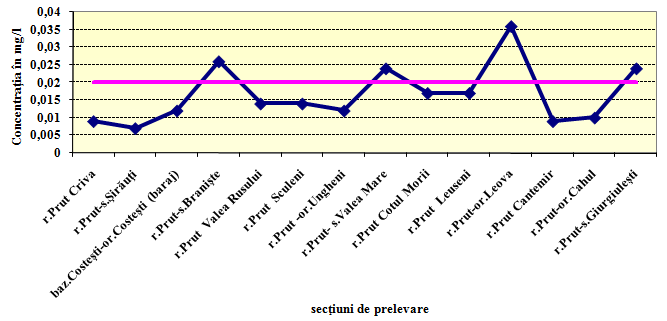 Concentrația în mg/l
0,04
0,035
0,03
0,025
0,02
0,015
0,01
0,005
0
r.Prut Criva
r.Prut-s.Șirăuți
baz.Costești-or.Costești (baraj)
r.Prut-s.Braniște
r.Prut Valea Rusului
r.Prut Sculeni
r.Prut -or.Ungheni
r.Prut- s.Valea Mare
r.Prut Cotul Morii
r.Prut Leuseni
r.Prut-or.Leova
r.Prut Cantemir
r.Prut-or.Cahul
r.Prut-s.Giurgiulești
secțiuni de prelevare